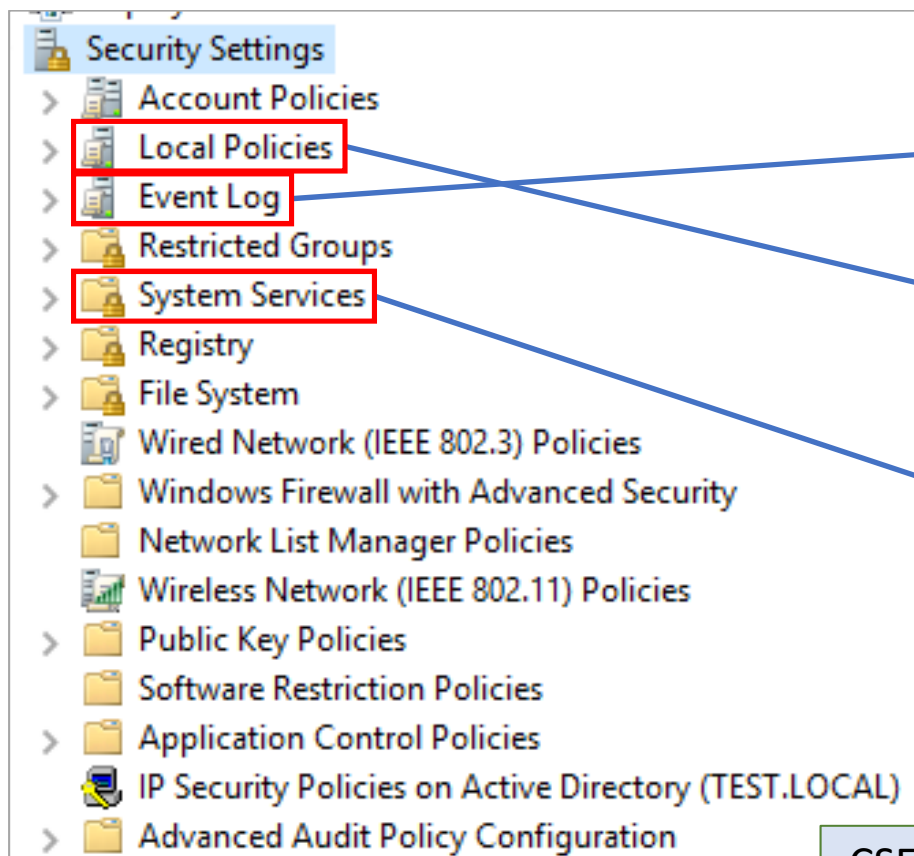 Security Settings
Account Policies
Local Policies
Event Log
Restricted Groups
System Services
Registry
File System
Wired Network (IEEE 802.3) Policies
Windows Firewall with Advanced Security
Network List Manager Policies
Wireless Network (IEEE 802.11) Policies
Public Key Policies
Software Restriction Policies
Application Control Policies
IP Security Policies on Active Directory (TEST.LOCAL)
Advanced Audit Policy Configuration